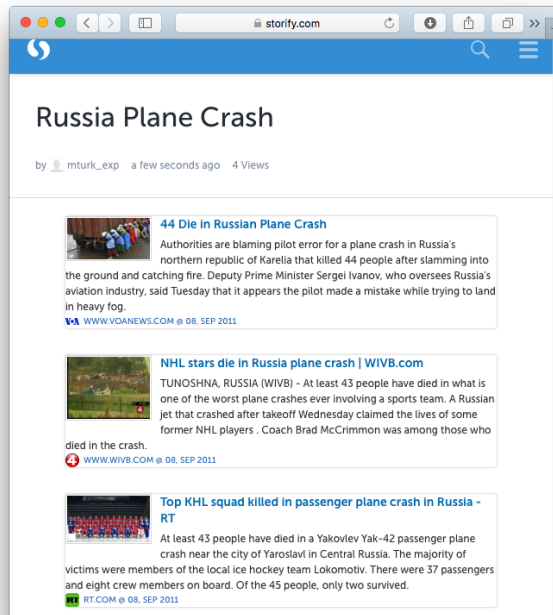 storify.com
Russia Plane Crash
by mturk_exp a few seconds ago 4 Views
44 Die in Russian Plane Crash
Authorities are blaming pilot error for a plane crash in Russia's
northern republic of Karelia that killed 44 people after slamming into
the ground and catching fire. Deputy Prime Minister Sergei Ivanov, who oversees Russia's
aviation industry, said Tuesday that it appears the pilot made a mistake while trying to land
in heavy fog.
VOA WWW.VOANEWS.COM @ 08, SEP 2011
NHL stars die in Russia plane crash | WIVB.com
TUNOSHNA, RUSSIA (WIVB) - At least 43 people have died in what is
one of the worst plane crashes ever involving a sports team. A Russian
jet that crashed after takeoff Wednesday claimed the lives of some
former NHL players . Coach Brad McCrimmon was among those who
died in the crash.
4 WWW.WIVB.COM @ 08, SEP 2011
Top KHL squad killed in passenger plane crash in Russia -
RT
At least 43 people have died in a Yakovlev Yak-42 passenger plane
crash near the city of Yaroslavl in Central Russia. The majority of
victims were members of the local ice hockey team Lokomotiv. There were 37 passengers
and eight crew members on board. Of the 45 people, only two survived.
RT RT.COM @ 08, SEP 2011